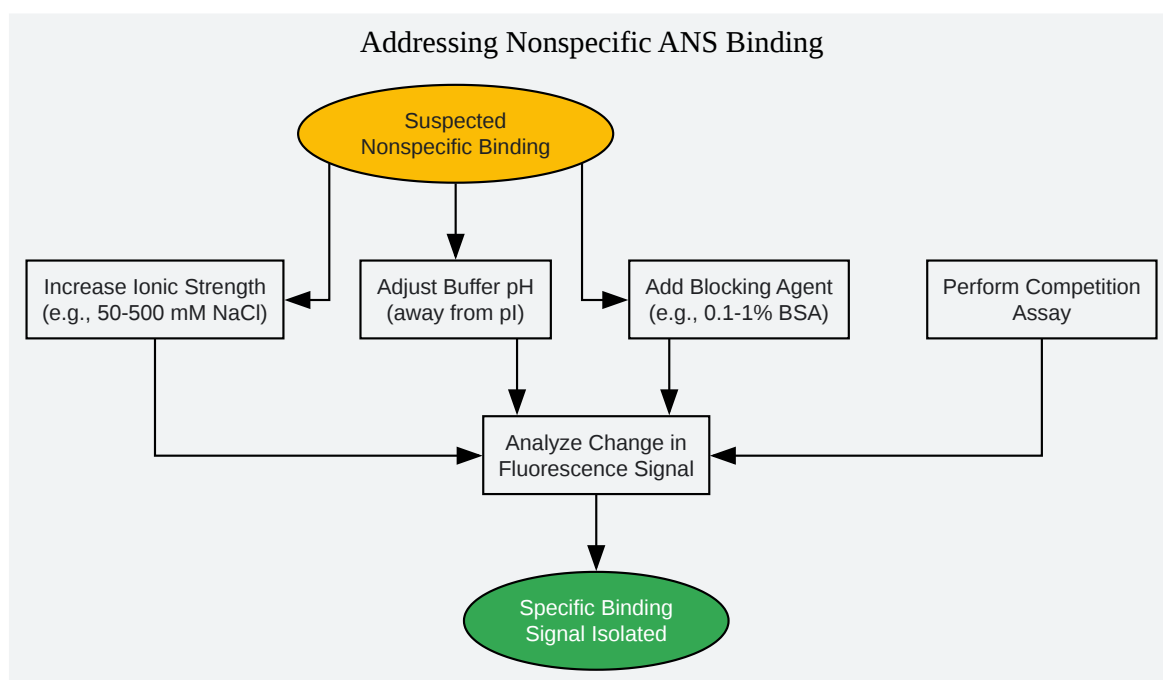 Addressing Nonspecific ANS Binding
Suspected
Nonspecific Binding
Increase Ionic Strength
(e.g., 50-500 mM NaCl)
Adjust Buffer pH
(away from pI)
Add Blocking Agent
(e.g., 0.1-1% BSA)
Perform Competition
Assay
Analyze Change in
Fluorescence Signal
Specific Binding
Signal Isolated